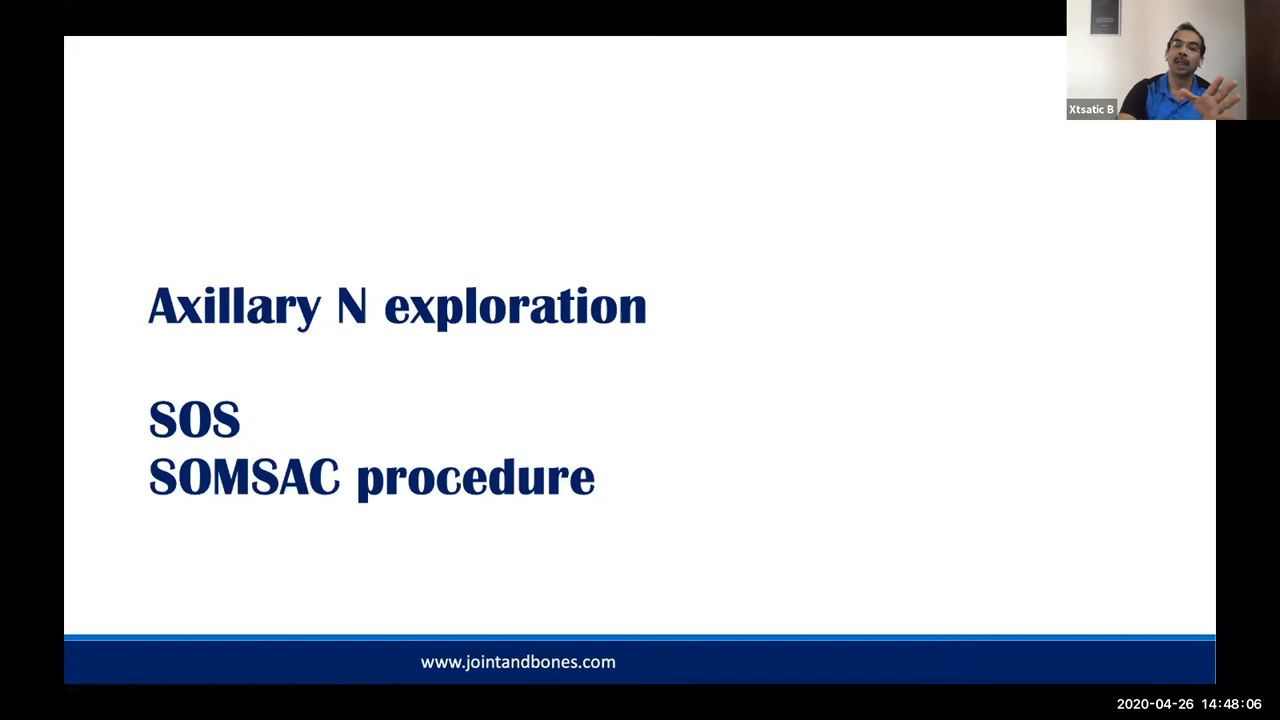 Xtsatic B
Axillary N exploration
SOS
SOMSAC procedure
www.jointandbones.com
2020-04-26 14:48:06